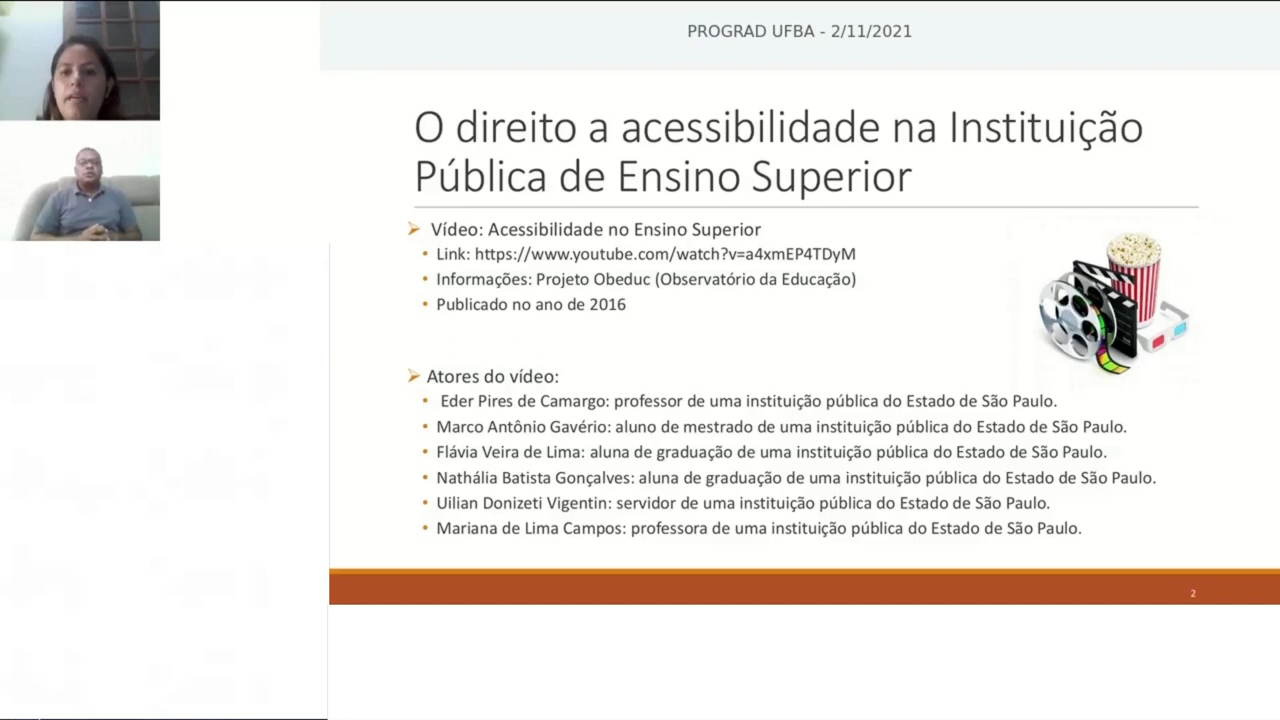 PROGRAD UFBA - 2/11/2021
O direito a acessibilidade na Instituição
Pública de Ensino Superior
Vídeo: Acessibilidade no Ensino Superior
Link: https://www.youtube.com/watch?v=a4xmEP4TDyM
Informações: Projeto Obeduc (Observatório da Educação)
Publicado no ano de 2016
Atores do vídeo:
Eder Pires de Camargo: professor de uma instituição pública do Estado de São Paulo.
Marco Antônio Gavério: aluno de mestrado de uma instituição pública do Estado de São Paulo.
Flávia Veira de Lima: aluna de graduação de uma instituição pública do Estado de São Paulo.
Nathália Batista Gonçalves: aluna de graduação de uma instituição pública do Estado de São Paulo.
Uilian Donizeti Vigentin: servidor de uma instituição pública do Estado de São Paulo.
Mariana de Lima Campos: professora de uma instituição pública do Estado de São Paulo.
2